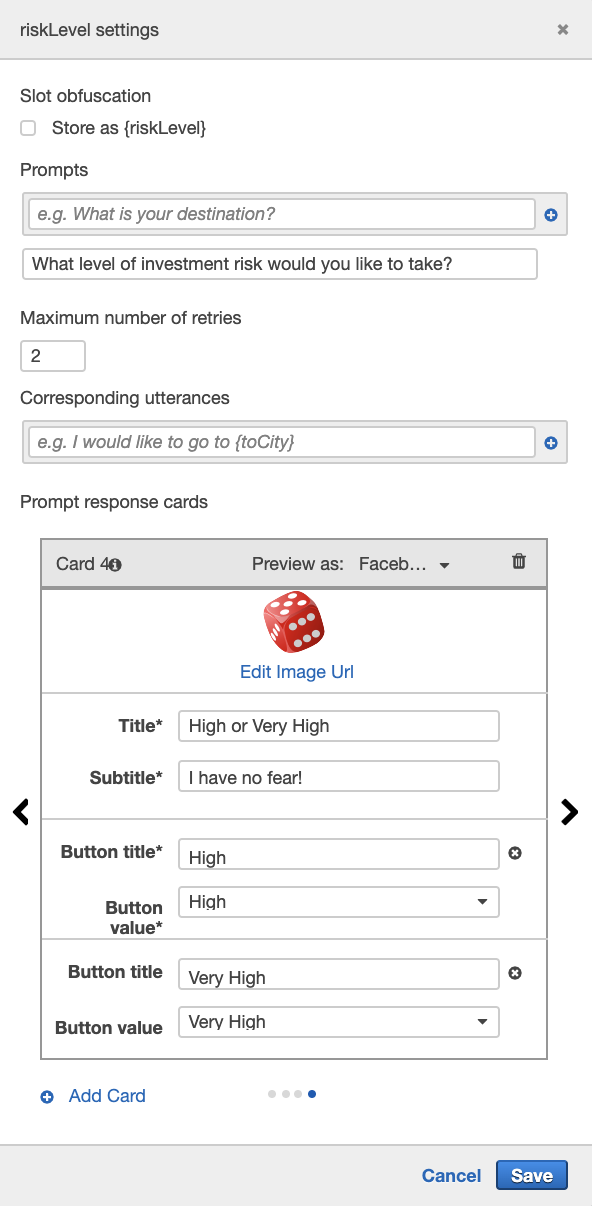 riskLevel settings
Slot obfuscation
Store as {riskLevel}
Prompts
e.g. What is your destination?
What level of investment risk would you like to take?
Maximum number of retries
2
Corresponding utterances
e.g. I would like to go to {toCity}
Prompt response cards
Card 4 Preview as: Faceb...
Edit Image Url
Title* High or Very High
Subtitle* I have no fear!
Button title* High
Button value* High
Button title Very High
Button value Very High
Add Card
Cancel Save